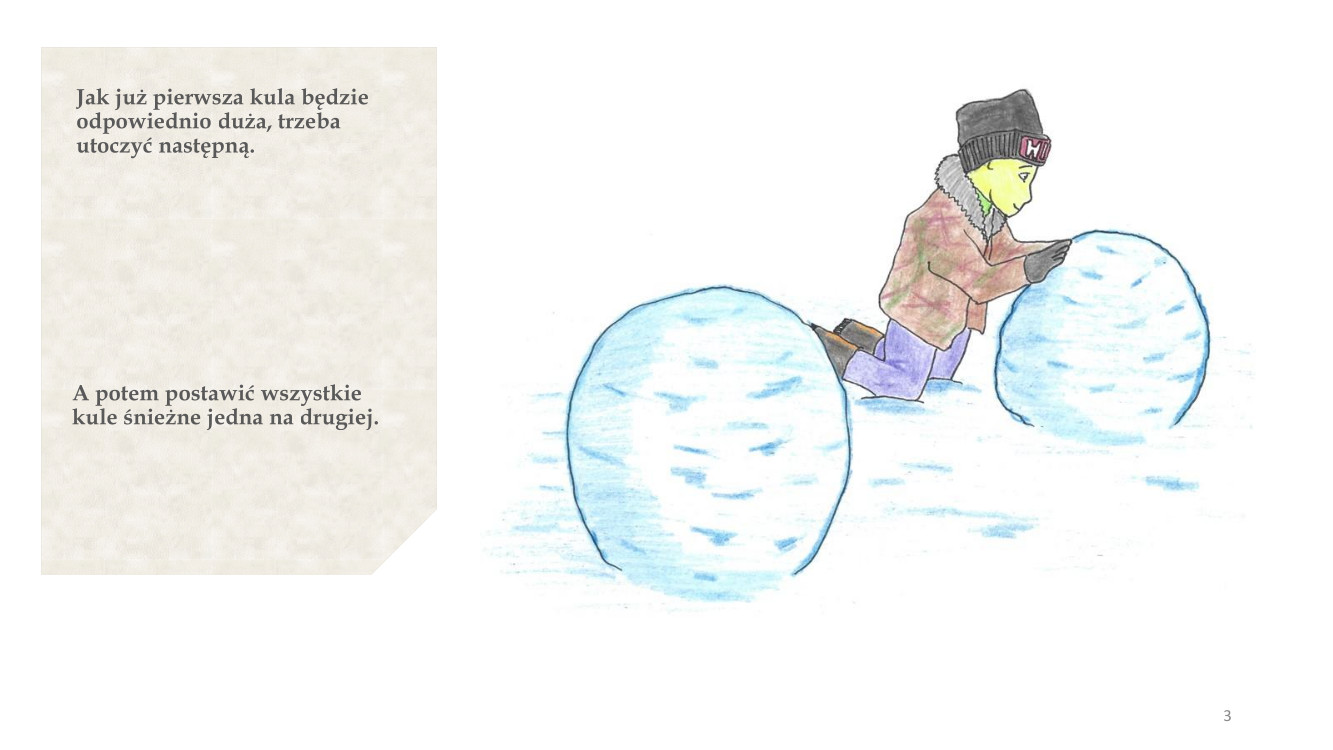 Jak już pierwsza kula będzie
odpowiednio duża, trzeba
utoczyć następną.
A potem postawić wszystkie
kule śnieżne jedna na drugiej.
3